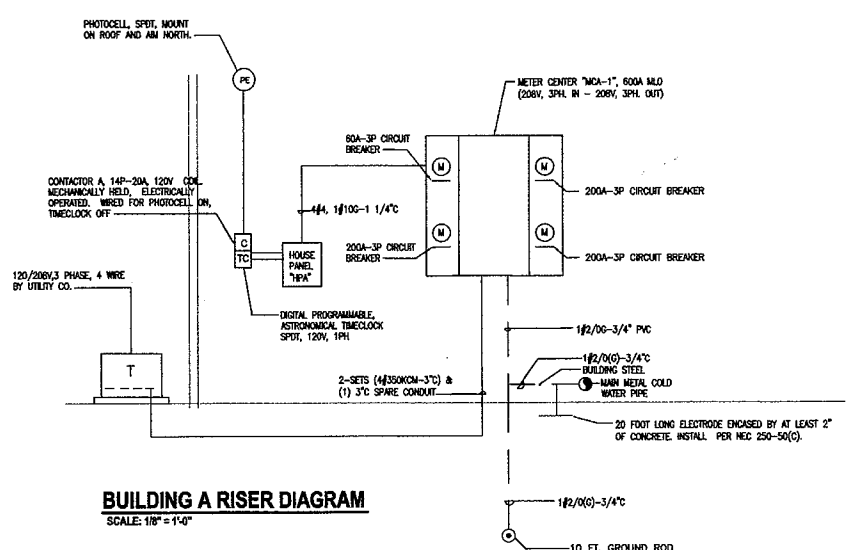 PHOTOCELL, SPDT, MOUNT
ON ROOF AND AIM NORTH.
PE
METER CENTER "MCA-1", 600A MLO
(208V, 3PH. IN - 208V, 3PH. OUT)
60A-3P CIRCUIT
BREAKER
M
M
200A-3P CIRCUIT BREAKER
CONTACTOR A, 14P-20A, 120V COIL
MECHANICALLY HELD, ELECTRICALLY
OPERATED. WIRED FOR PHOTOCELL ON,
TIMECLOCK OFF
4#4, 1#10G-1 1/4"C
C
TC
HOUSE
PANEL
"HPA"
200A-3P CIRCUIT
BREAKER
M
M
200A-3P CIRCUIT BREAKER
120/208V,3 PHASE, 4 WIRE
BY UTILITY CO.
DIGITAL PROGRAMMABLE,
ASTRONOMICAL TIMECLOCK
SPDT, 120V, 1PH
1#2/0G-3/4" PVC
T
1#2/0(G)-3/4"C
BUILDING STEEL
MAIN METAL COLD
WATER PIPE
2-SETS (4#350KCM-3"C) &
(1) 3"C SPARE CONDUIT
20 FOOT LONG ELECTRODE ENCASED BY AT LEAST 2"
OF CONCRETE. INSTALL PER NEC 250-50(C).
BUILDING A RISER DIAGRAM
SCALE: 1/8" = 1'-0"
1#2/0(G)-3/4"C
10 FT. GROUND ROD